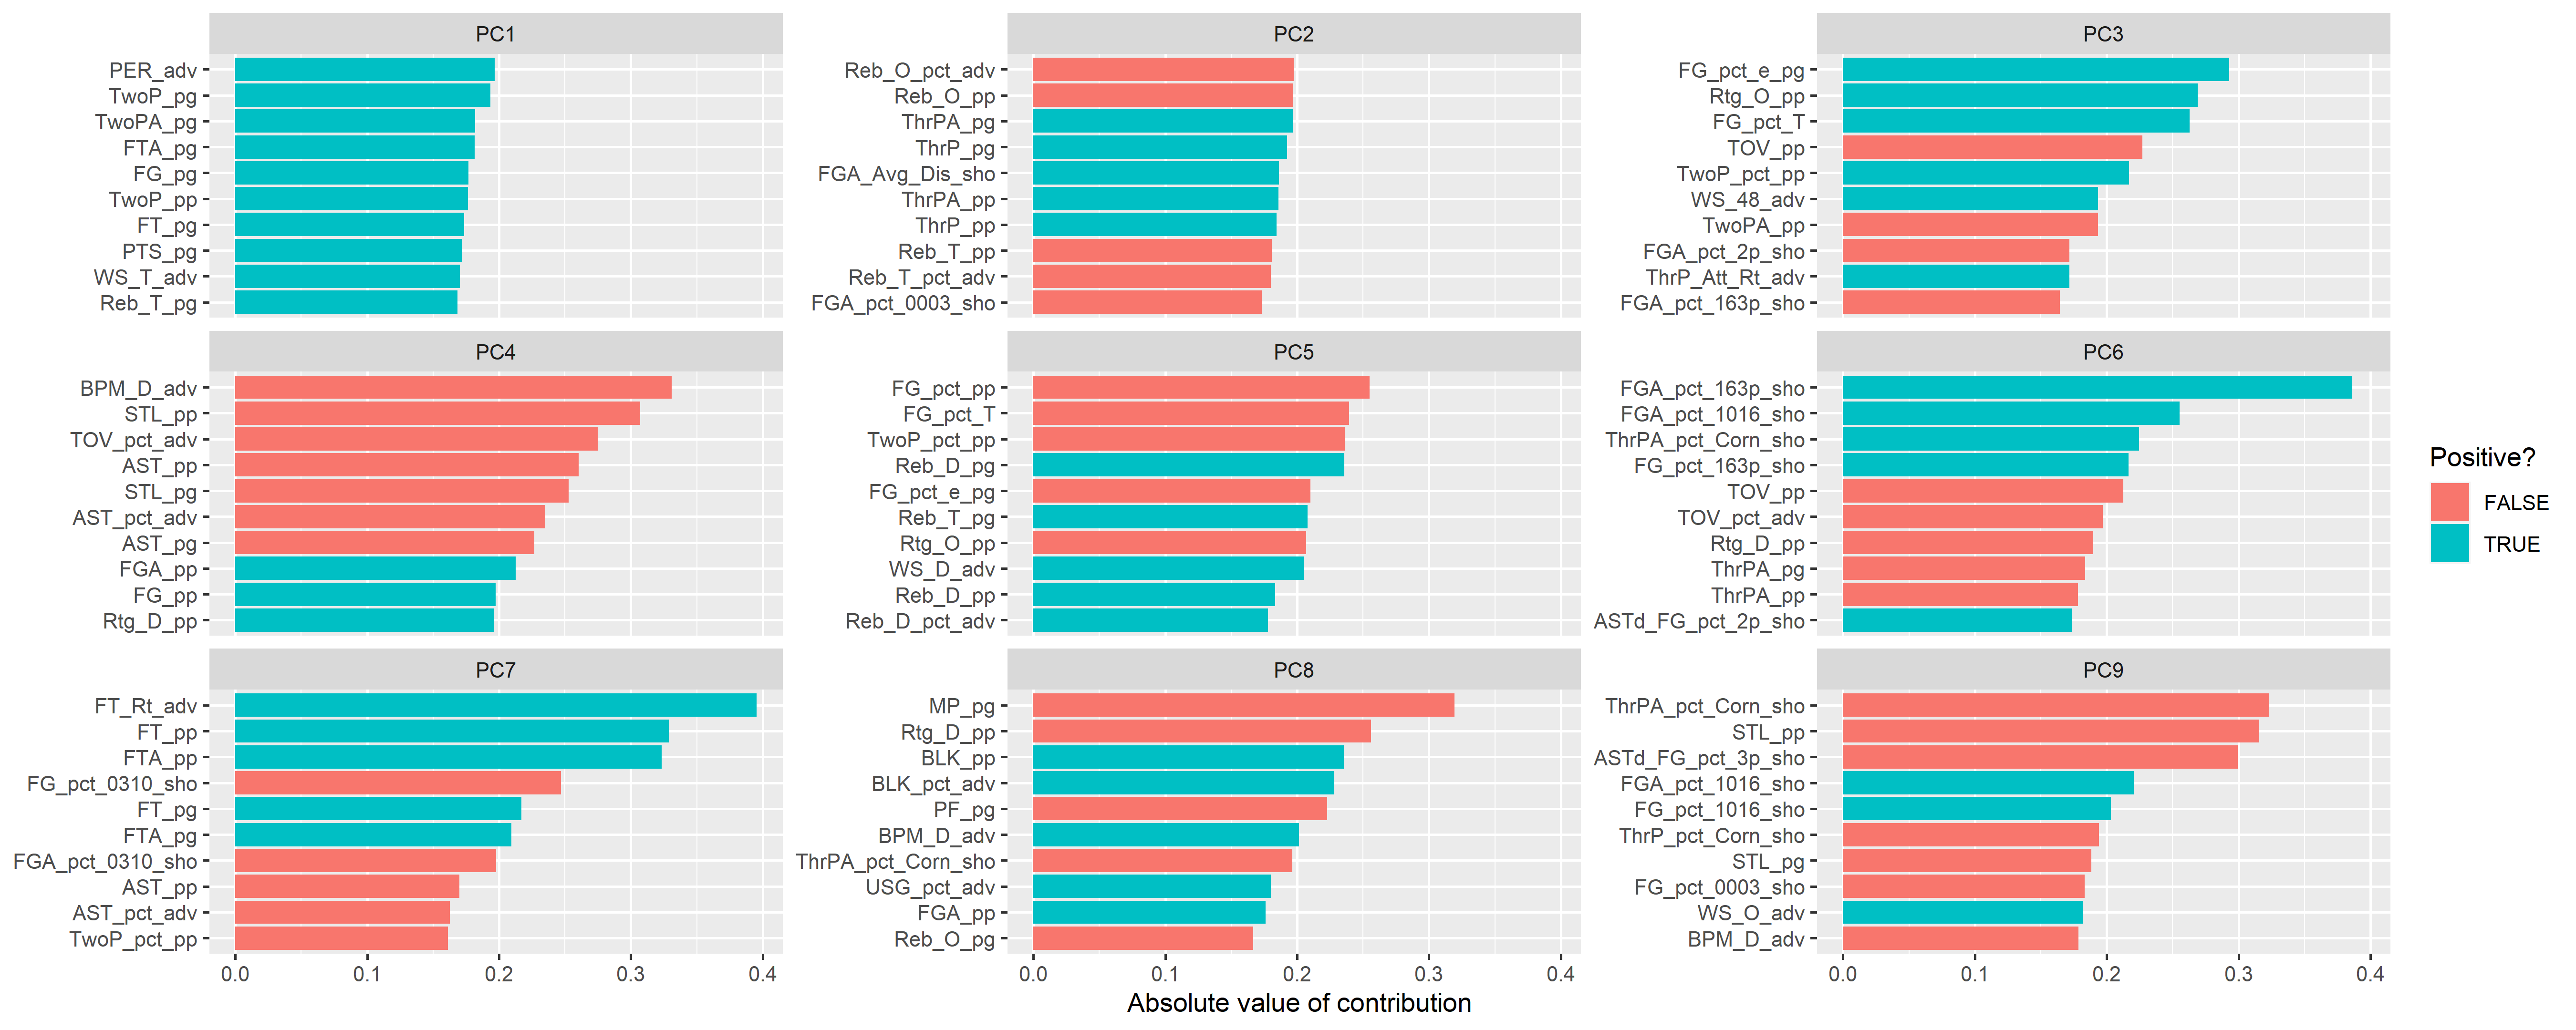 PC1
PER_adv
TwoP_pg
TwoPA_pg
FTA_pg
FG_pg
TwoP_pp
FT_pg
PTS_pg
WS_T_adv
Reb_T_pg
PC2
Reb_O_pct_adv
Reb_O_pp
ThrPA_pg
ThrP_pg
FGA_Avg_Dis_sho
ThrPA_pp
ThrP_pp
Reb_T_pp
Reb_T_pct_adv
FGA_pct_0003_sho
PC3
FG_pct_e_pg
Rtg_O_pp
FG_pct_T
TOV_pp
TwoP_pct_pp
WS_48_adv
TwoPA_pp
FGA_pct_2p_sho
ThrP_Att_Rt_adv
FGA_pct_163p_sho
PC4
BPM_D_adv
STL_pp
TOV_pct_adv
AST_pp
STL_pg
AST_pct_adv
AST_pg
FGA_pp
FG_pp
Rtg_D_pp
PC5
FG_pct_pp
FG_pct_T
TwoP_pct_pp
Reb_D_pg
FG_pct_e_pg
Reb_T_pg
Rtg_O_pp
WS_D_adv
Reb_D_pp
Reb_D_pct_adv
PC6
FGA_pct_163p_sho
FGA_pct_1016_sho
ThrPA_pct_Corn_sho
FG_pct_163p_sho
TOV_pp
TOV_pct_adv
Rtg_D_pp
ThrPA_pg
ThrPA_pp
ASTd_FG_pct_2p_sho
PC7
FT_Rt_adv
FT_pp
FTA_pp
FG_pct_0310_sho
FT_pg
FTA_pg
FGA_pct_0310_sho
AST_pp
AST_pct_adv
TwoP_pct_pp
0.0 0.1 0.2 0.3 0.4
PC8
MP_pg
Rtg_D_pp
BLK_pp
BLK_pct_adv
PF_pg
BPM_D_adv
ThrPA_pct_Corn_sho
USG_pct_adv
FGA_pp
Reb_O_pg
0.0 0.1 0.2 0.3 0.4
PC9
ThrPA_pct_Corn_sho
STL_pp
ASTd_FG_pct_3p_sho
FGA_pct_1016_sho
FG_pct_1016_sho
ThrP_pct_Corn_sho
STL_pg
FG_pct_0003_sho
WS_O_adv
BPM_D_adv
0.0 0.1 0.2 0.3 0.4
Absolute value of contribution
Positive?
FALSE
TRUE